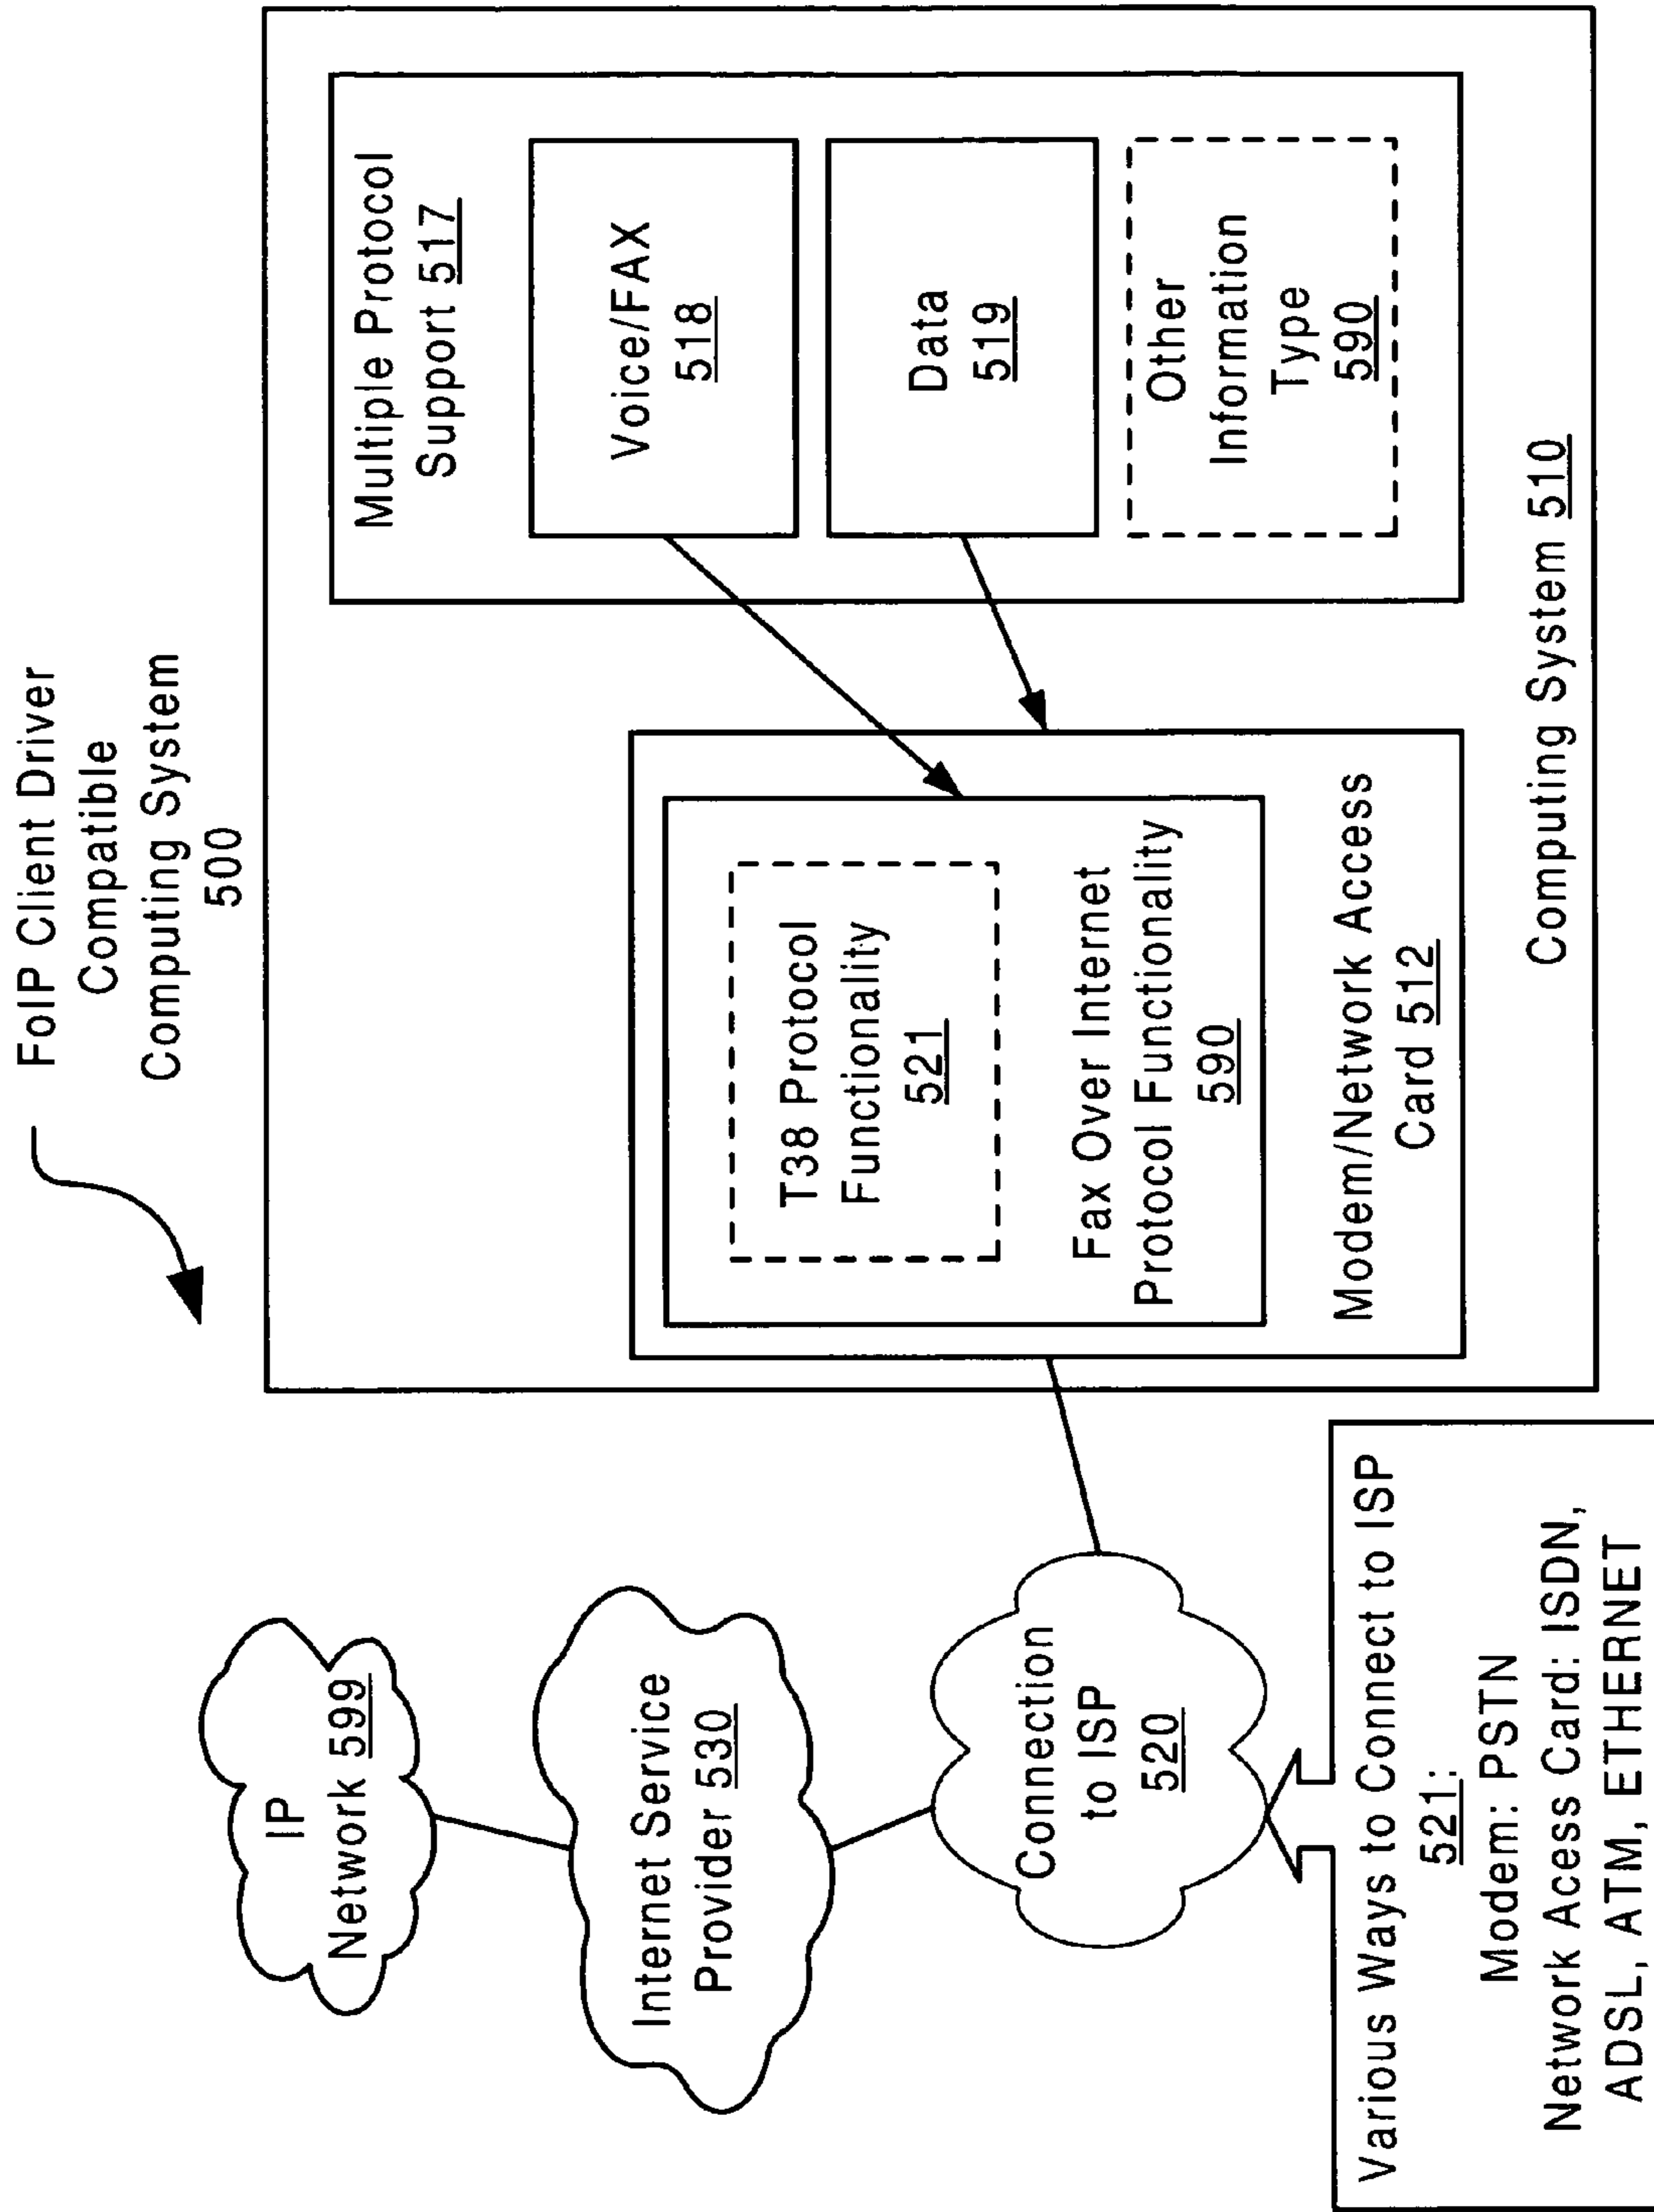 FoIP Client Driver
Compatible
Computing System
500
IP
Network 599
Internet Service
Provider 530
Connection
to ISP
520
Various Ways to Connect to ISP
521:
Modem: PSTN
Network Access Card: ISDN,
ADSL, ATM, ETHERNET
T38 Protocol
Functionality
521
Fax Over Internet
Protocol Functionality
590
Modem/Network Access
Card 512
Multiple Protocol
Support 517
Voice/FAX
518
Data
519
Other
Information
Type
590
Computing System 510